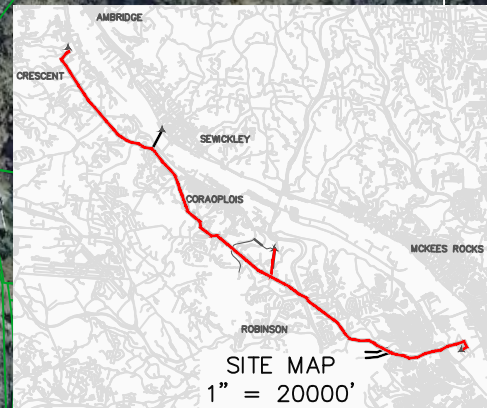 AMBRIDGE
CRESCENT
SEWICKLEY
CORAOPLOIS
MCKEES ROCKS
ROBINSON
SITE MAP
1" = 20000'